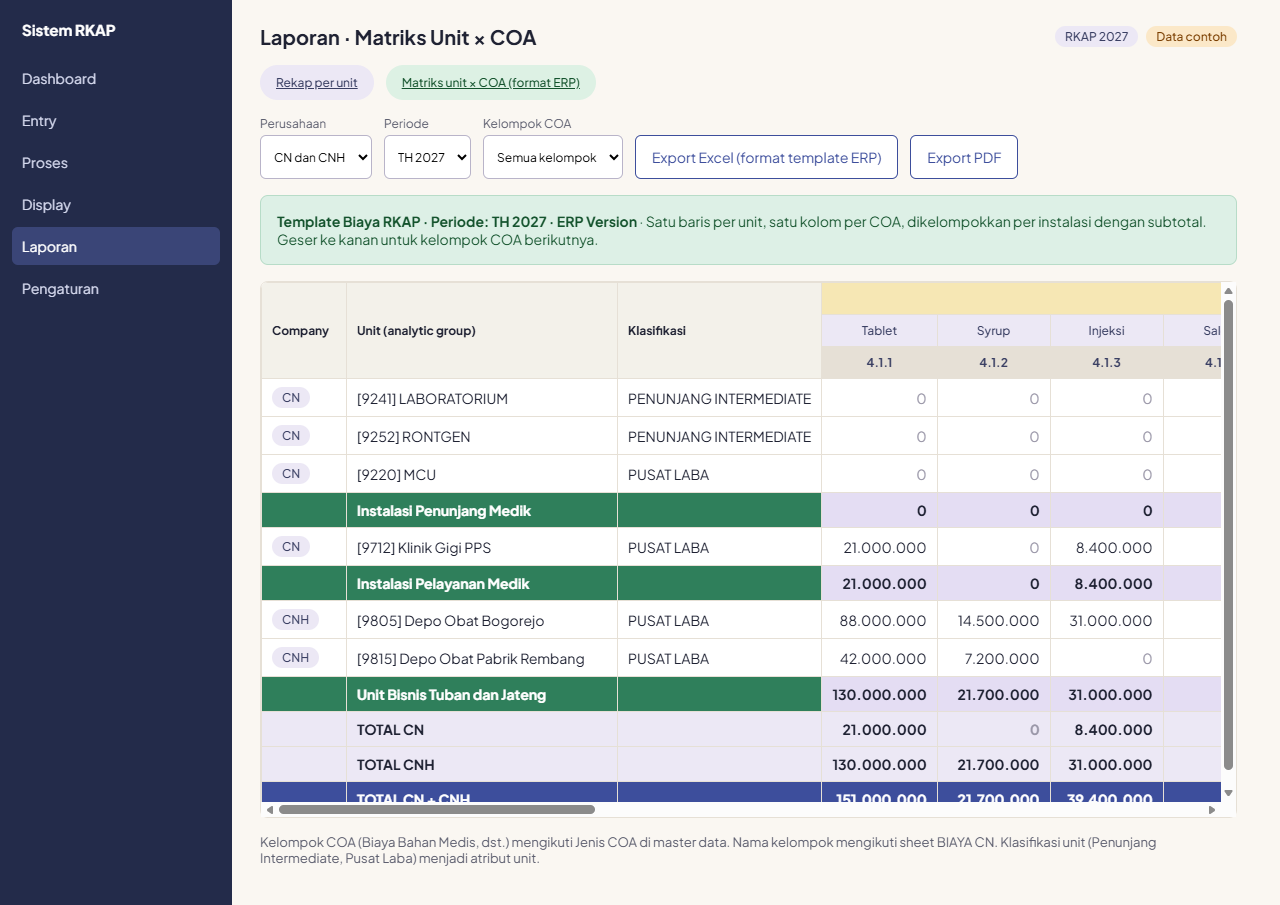 Sistem RKAP
Dashboard
Entry
Proses
Display
Laporan
Pengaturan
Laporan · Matriks Unit × COA
RKAP 2027
Data contoh
Rekap per unit
Matriks unit × COA (format ERP)
Perusahaan
Periode
Kelompok COA
CN dan CNH
TH 2027
Semua kelompok
Export Excel (format template ERP)
Export PDF
Template Biaya RKAP · Periode: TH 2027 · ERP Version · Satu baris per unit, satu kolom per COA, dikelompokkan per instalasi dengan subtotal.
Geser ke kanan untuk kelompok COA berikutnya.
Company Unit (analytic group) Klasifikasi
Tablet Syrup Injeksi
4.1.1 4.1.2 4.1.3
CN [9241] LABORATORIUM PENUNJANG INTERMEDIATE 0 0 0
CN [9252] RONTGEN PENUNJANG INTERMEDIATE 0 0 0
CN [9220] MCU PUSAT LABA 0 0 0
Instalasi Penunjang Medik 0 0 0
CN [9712] Klinik Gigi PPS PUSAT LABA 21.000.000 0 8.400.000
Instalasi Pelayanan Medik 21.000.000 0 8.400.000
CNH [9805] Depo Obat Bogorejo PUSAT LABA 88.000.000 14.500.000 31.000.000
CNH [9815] Depo Obat Pabrik Rembang PUSAT LABA 42.000.000 7.200.000 0
Unit Bisnis Tuban dan Jateng 130.000.000 21.700.000 31.000.000
TOTAL CN 21.000.000 0 8.400.000
TOTAL CNH 130.000.000 21.700.000 31.000.000
TOTAL CN + CNH 151.000.000 21.700.000 39.400.000
Kelompok COA (Biaya Bahan Medis, dst.) mengikuti Jenis COA di master data. Nama kelompok mengikuti sheet BIAYA CN. Klasifikasi unit (Penunjang
Intermediate, Pusat Laba) menjadi atribut unit.